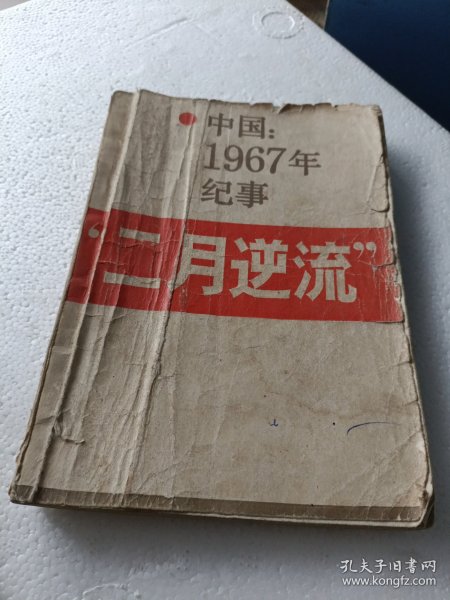 中国：
1967年
纪事
“二月逆流”
孔夫子旧书网
www.kongfz.com